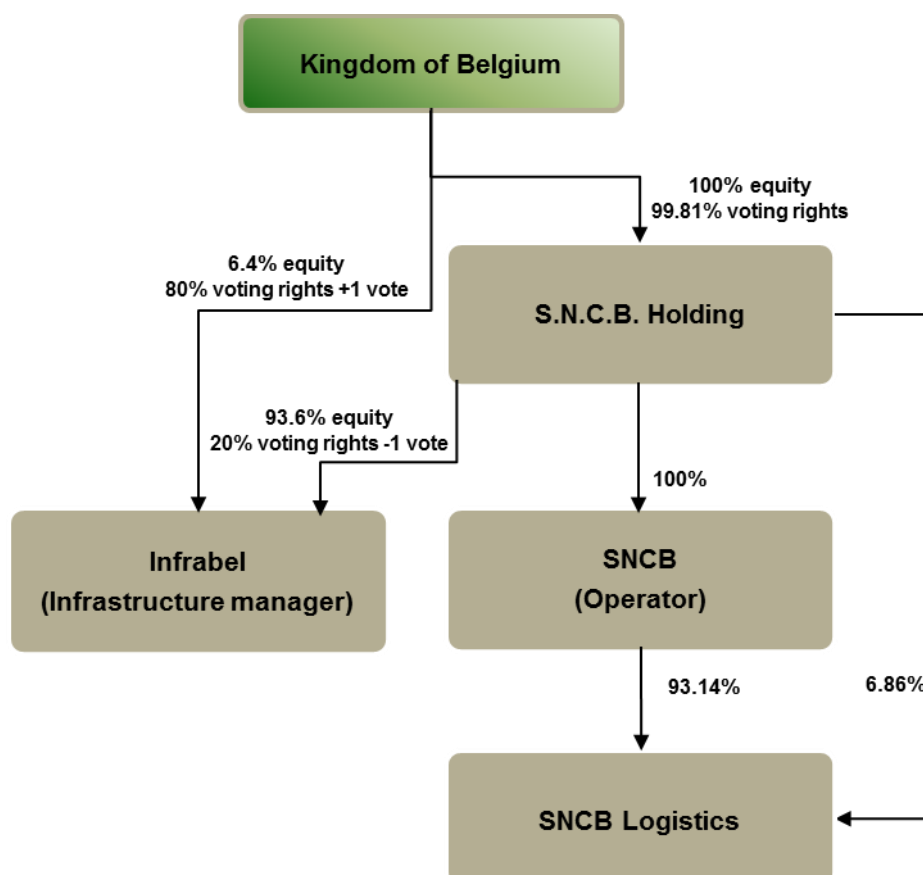 Kingdom of Belgium
100% equity
99.81% voting rights
6.4% equity
80% voting rights +1 vote
S.N.C.B. Holding
93.6% equity
20% voting rights -1 vote
100%
Infrabel
(Infrastructure manager)
SNCB
(Operator)
93.14%
6.86%
SNCB Logistics